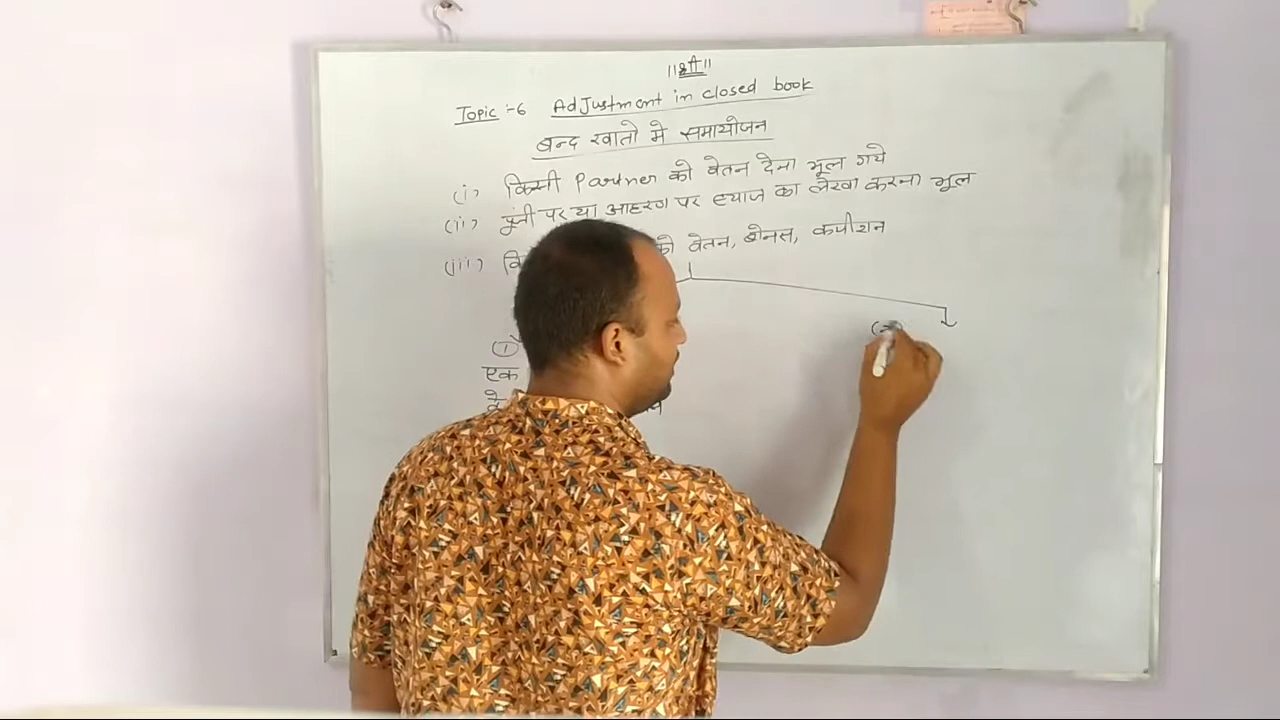 ॥श्री॥
Topic :-6 Adjustment in closed book
बन्द खातो मे समायोजन
(i) किसी Partner को वेतन देना भूल गये
(ii) पूंजी पर या आहरण पर ब्याज का लेखा करना भूल
(iii) को वेतन, बोनस, कमीशन
(1)
एक